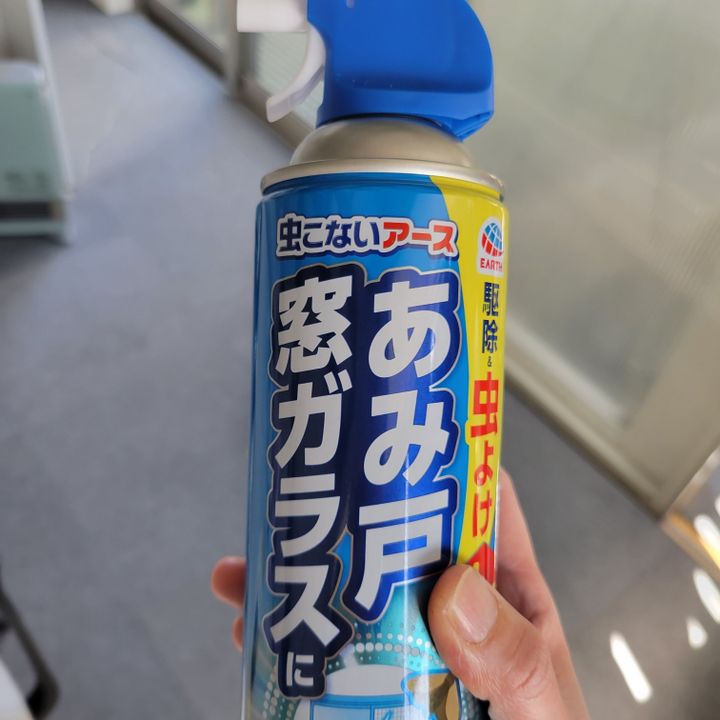 虫こないアース
あみ戸
窓ガラスに
EARTH
駆除&
虫よけ